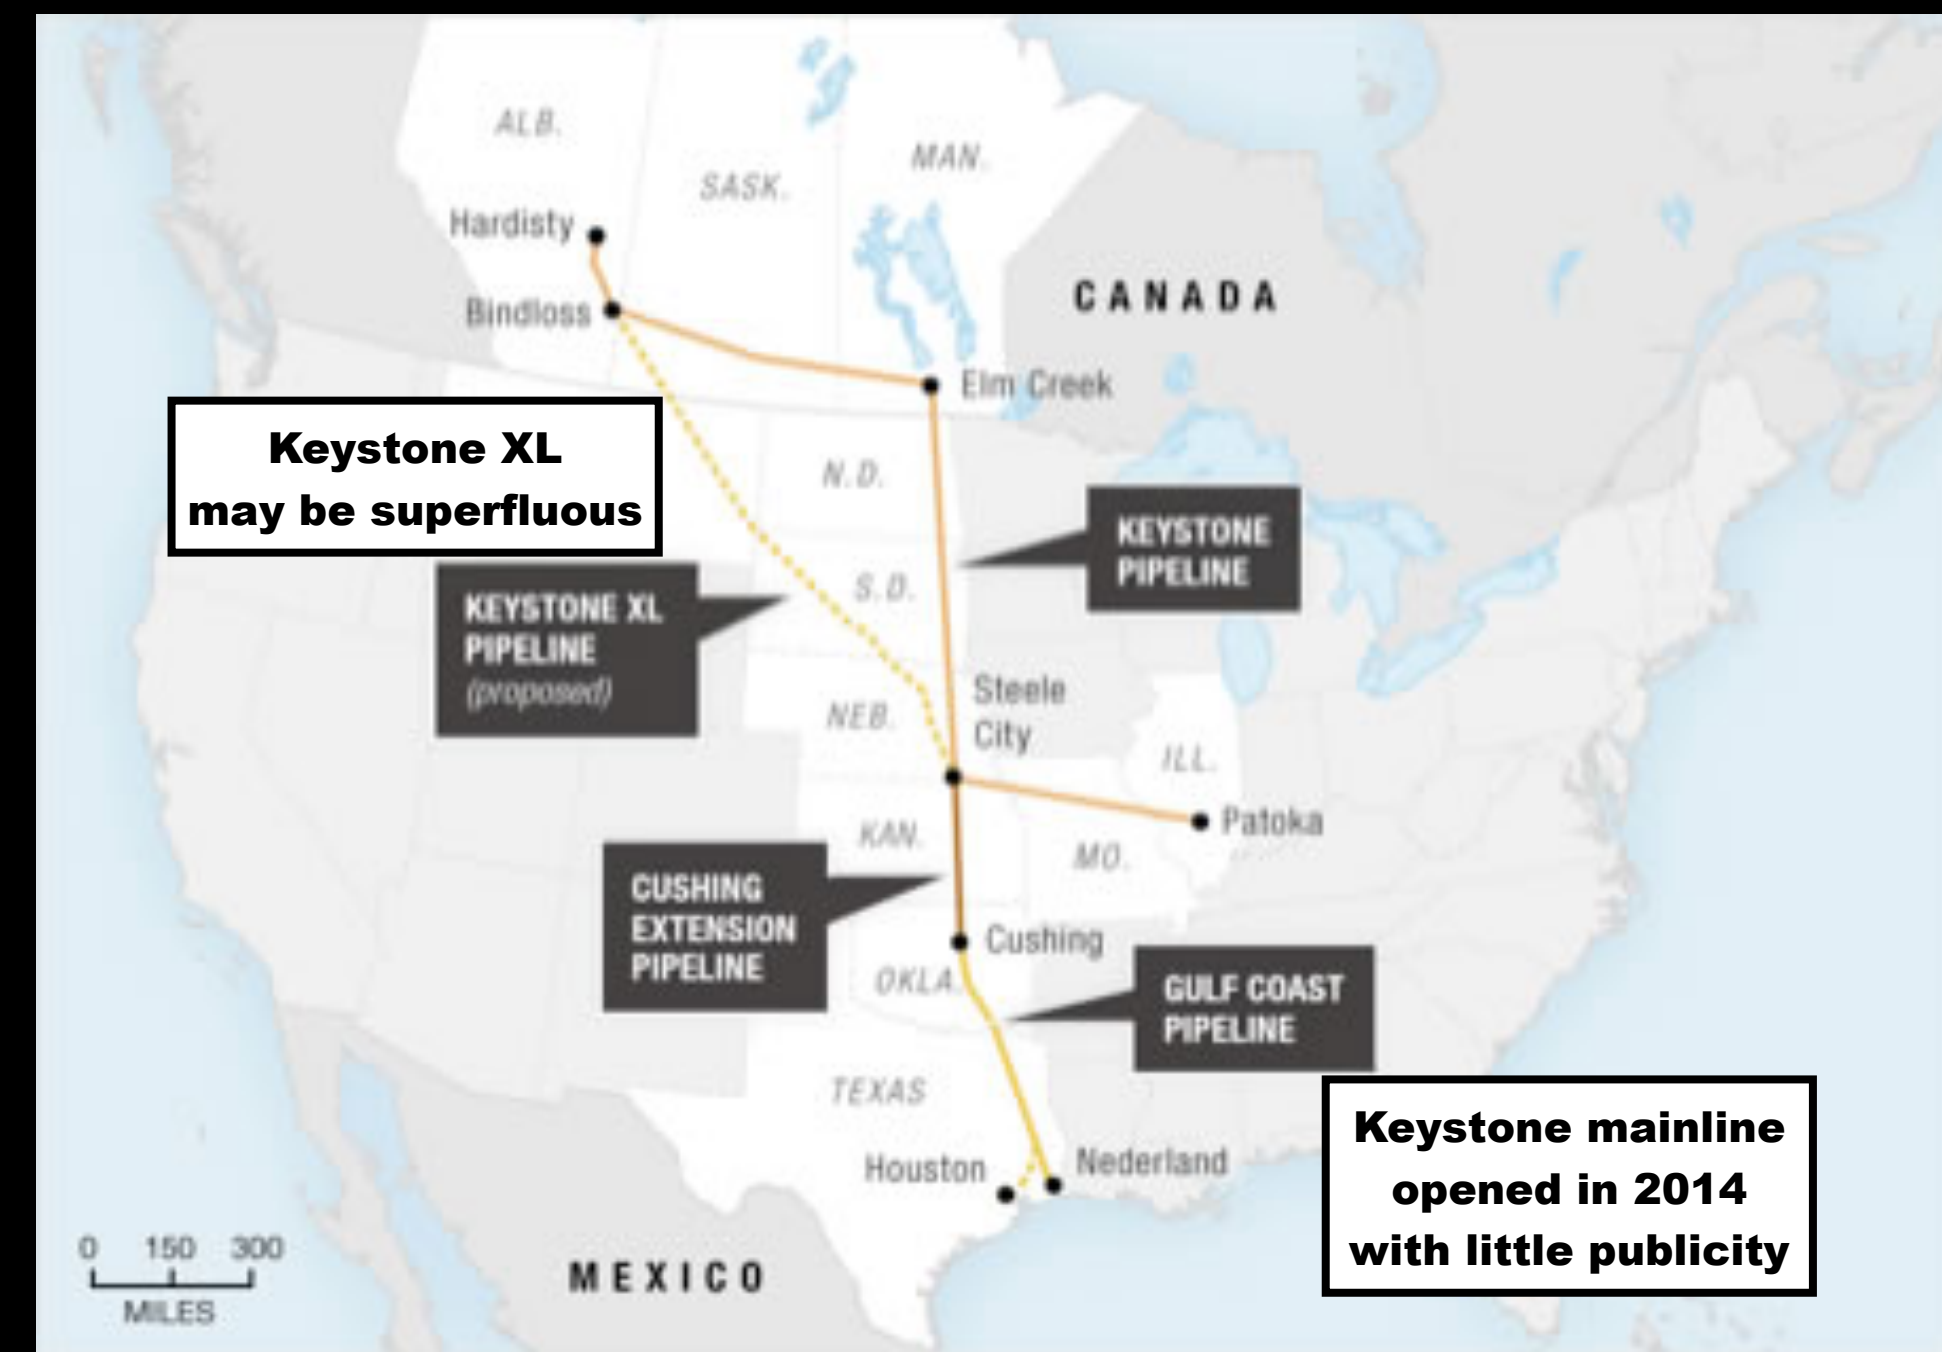 ALB.
SASK.
MAN.
Hardisty
Bindloss
CANADA
Elm Creek
Keystone XL
may be superfluous
N.D.
KEYSTONE
PIPELINE
S.D.
KEYSTONE XL
PIPELINE
(proposed)
Steele
City
NEB.
ILL.
Patoka
KAN.
MO.
CUSHING
EXTENSION
PIPELINE
Cushing
OKLA.
GULF COAST
PIPELINE
TEXAS
Houston
Nederland
Keystone mainline
opened in 2014
with little publicity
0 150 300
MILES
MEXICO